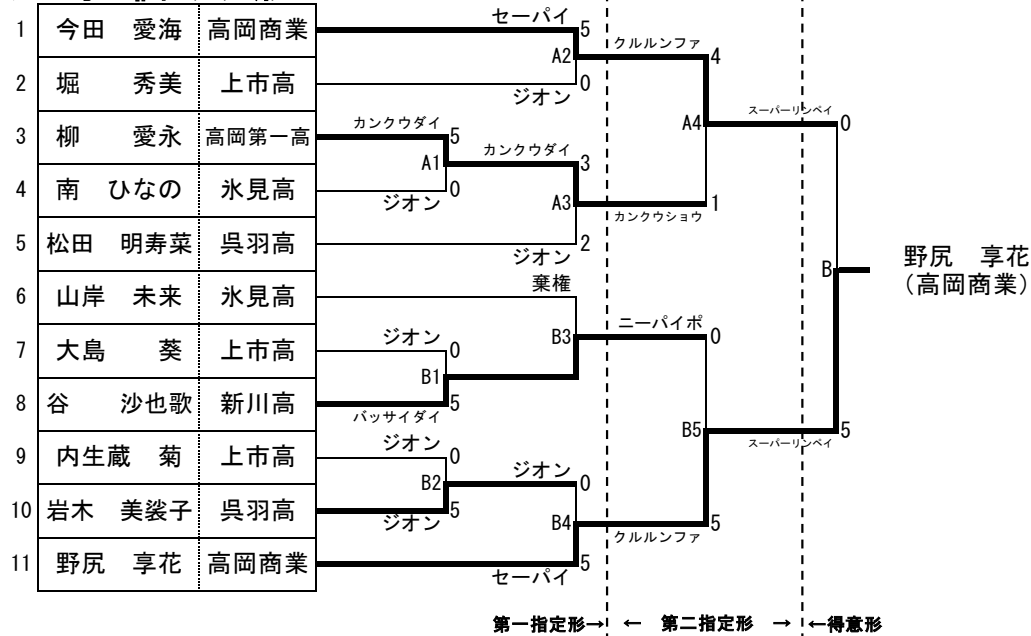 1 今田 愛海 高岡商業
2 堀 秀美 上市高
3 柳 愛永 高岡第一高
4 南 ひなの 氷見高
5 松田 明寿菜 呉羽高
6 山岸 未来 氷見高
7 大島 葵 上市高
8 谷 沙也歌 新川高
9 内生蔵 菊 上市高
10 岩木 美裟子 呉羽高
11 野尻 享花 高岡商業
セーパイ 5
A2
ジオン 0
カンクウダイ 5
A1
ジオン 0
カンクウダイ 3
A3
ジオン 2
クルルンファ 4
A4
カンクウショウ 1
棄権
B3
ジオン 0
B1
バッサイダイ 5
ジオン 0
B2
ジオン 5
ジオン 0
B4
セーパイ 5
ニーパイポ 0
B5
クルルンファ 5
スーパーリンペイ 0
B
スーパーリンペイ 5
野尻 享花
(高岡商業)
第一指定形→ ← 第二指定形 → ←得意形